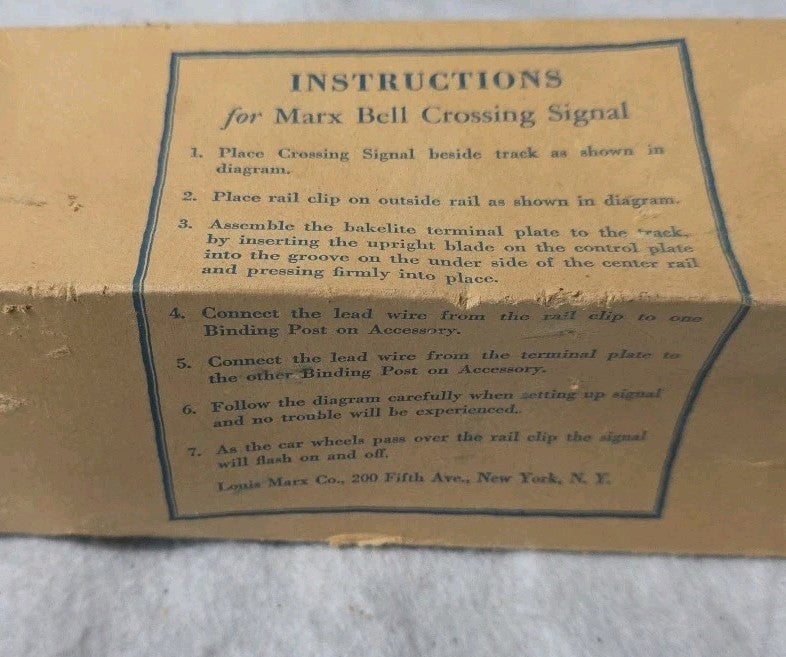 INSTRUCTIONS
for Marx Bell Crossing Signal
1. Place Crossing Signal beside track as shown in
diagram.
2. Place rail clip on outside rail as shown in diagram.
3. Assemble the bakelite terminal plate to the track,
by inserting the upright blade on the control plate
into the groove on the under side of the center rail
and pressing firmly into place.
4. Connect the lead wire from the rail clip to one
Binding Post on Accessory.
5. Connect the lead wire from the terminal plate to
the other Binding Post on Accessory.
6. Follow the diagram carefully when setting up signal
and no trouble will be experienced.
7. As the car wheels pass over the rail clip the signal
will flash on and off.
Louis Marx Co., 200 Fifth Ave., New York, N. Y.